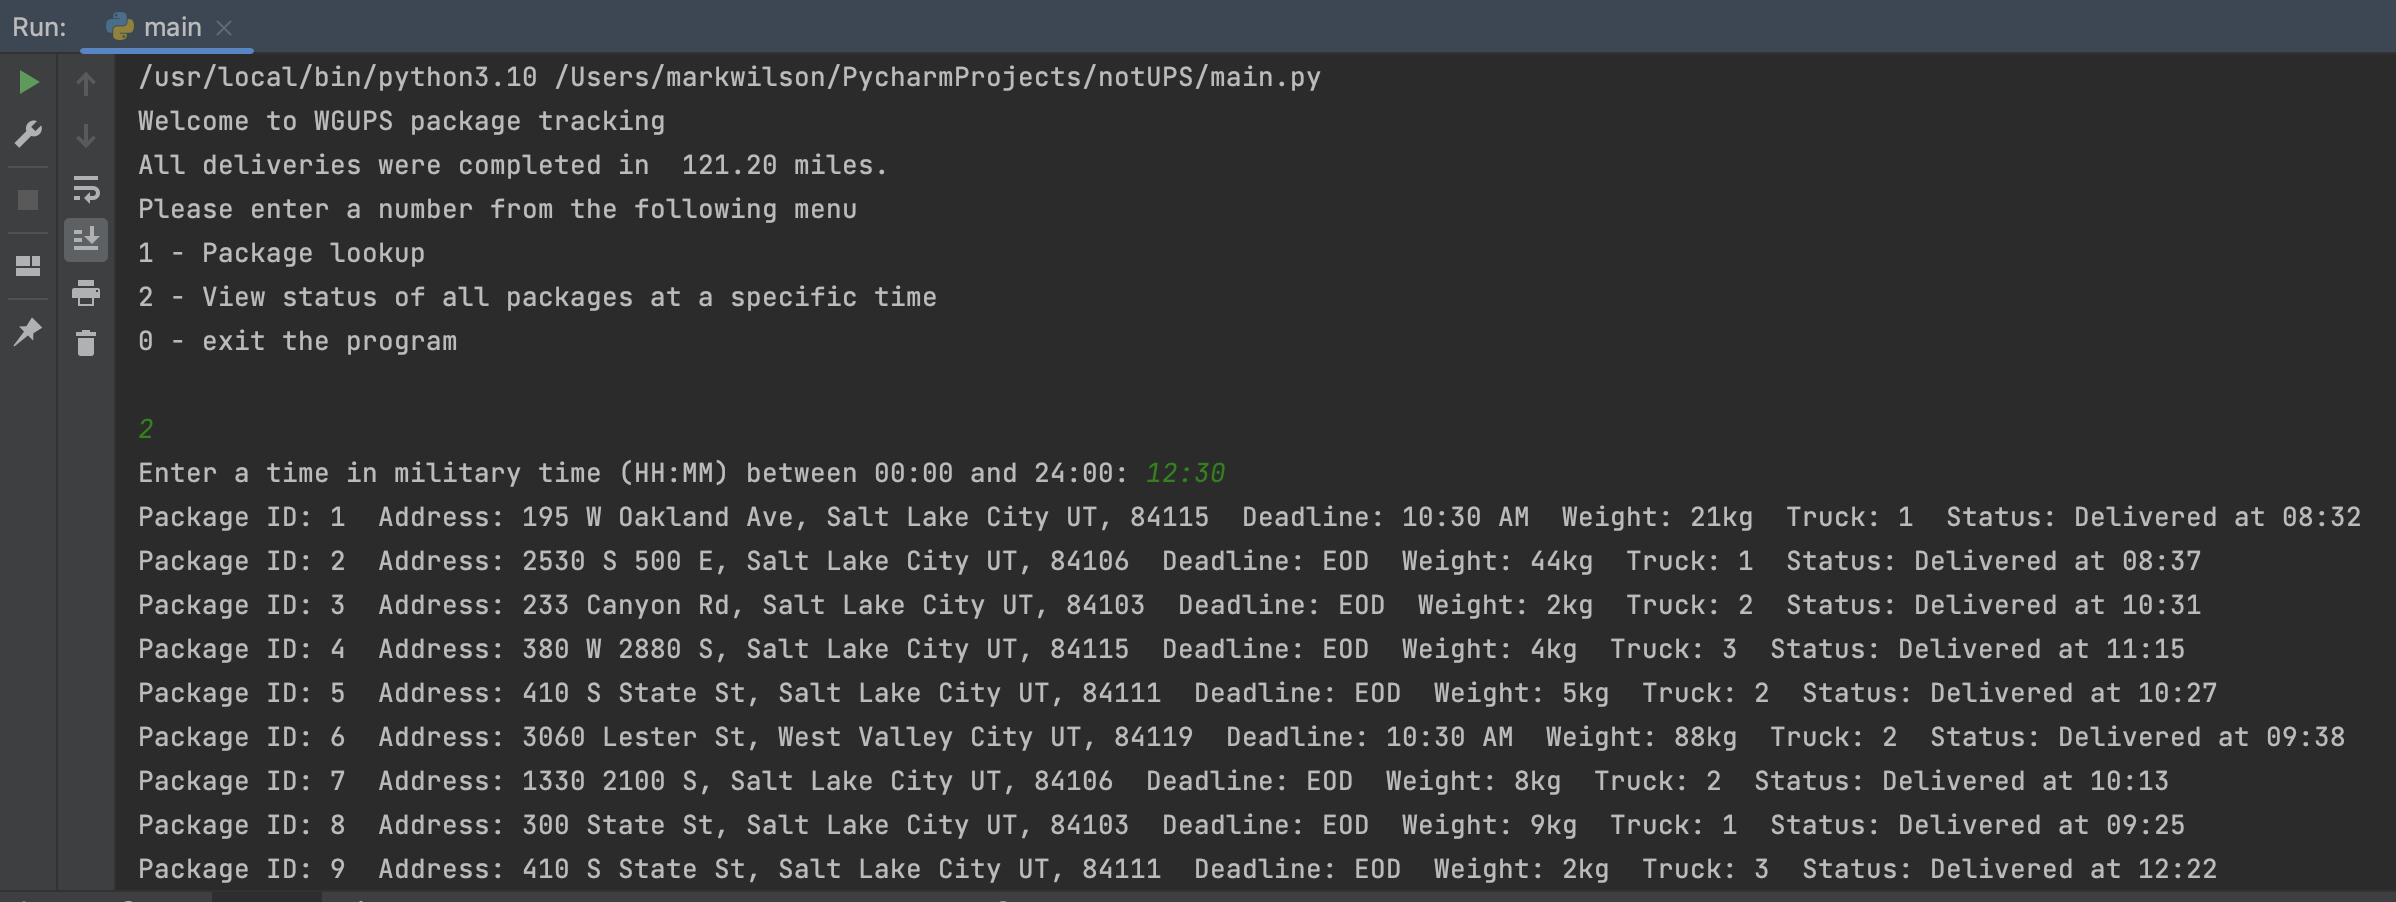 Run: main
/usr/local/bin/python3.10 /Users/markwilson/PycharmProjects/notUPS/main.py
Welcome to WGUPS package tracking
All deliveries were completed in  121.20 miles.
Please enter a number from the following menu
1 - Package lookup
2 - View status of all packages at a specific time
0 - exit the program
2
Enter a time in military time (HH:MM) between 00:00 and 24:00: 12:30
Package ID: 1  Address: 195 W Oakland Ave, Salt Lake City UT, 84115  Deadline: 10:30 AM  Weight: 21kg  Truck: 1  Status: Delivered at 08:32
Package ID: 2  Address: 2530 S 500 E, Salt Lake City UT, 84106  Deadline: EOD  Weight: 44kg  Truck: 1  Status: Delivered at 08:37
Package ID: 3  Address: 233 Canyon Rd, Salt Lake City UT, 84103  Deadline: EOD  Weight: 2kg  Truck: 2  Status: Delivered at 10:31
Package ID: 4  Address: 380 W 2880 S, Salt Lake City UT, 84115  Deadline: EOD  Weight: 4kg  Truck: 3  Status: Delivered at 11:15
Package ID: 5  Address: 410 S State St, Salt Lake City UT, 84111  Deadline: EOD  Weight: 5kg  Truck: 2  Status: Delivered at 10:27
Package ID: 6  Address: 3060 Lester St, West Valley City UT, 84119  Deadline: 10:30 AM  Weight: 88kg  Truck: 2  Status: Delivered at 09:38
Package ID: 7  Address: 1330 2100 S, Salt Lake City UT, 84106  Deadline: EOD  Weight: 8kg  Truck: 2  Status: Delivered at 10:13
Package ID: 8  Address: 300 State St, Salt Lake City UT, 84103  Deadline: EOD  Weight: 9kg  Truck: 1  Status: Delivered at 09:25
Package ID: 9  Address: 410 S State St, Salt Lake City UT, 84111  Deadline: EOD  Weight: 2kg  Truck: 3  Status: Delivered at 12:22